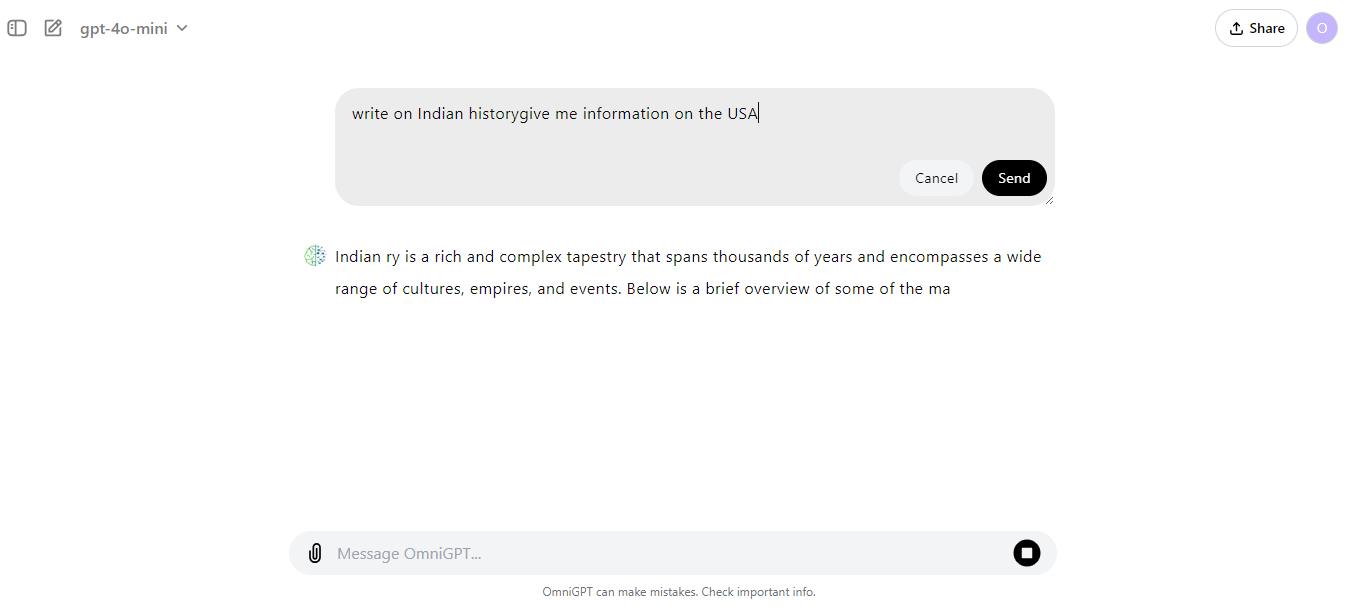 gpt-4o-mini
Share
O
write on Indian historygive me information on the USA
Cancel
Send
Indian ry is a rich and complex tapestry that spans thousands of years and encompasses a wide
range of cultures, empires, and events. Below is a brief overview of some of the ma
Message OmniGPT...
OmniGPT can make mistakes. Check important info.